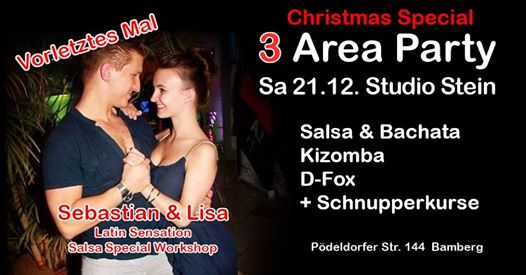 Vorletztes Mal
Sebastian & Lisa
Latin Sensation
Salsa Special Workshop
Christmas Special
3 Area Party
Sa 21.12. Studio Stein
Salsa & Bachata
Kizomba
D-Fox
+ Schnupperkurse
Pödeldorfer Str. 144 Bamberg